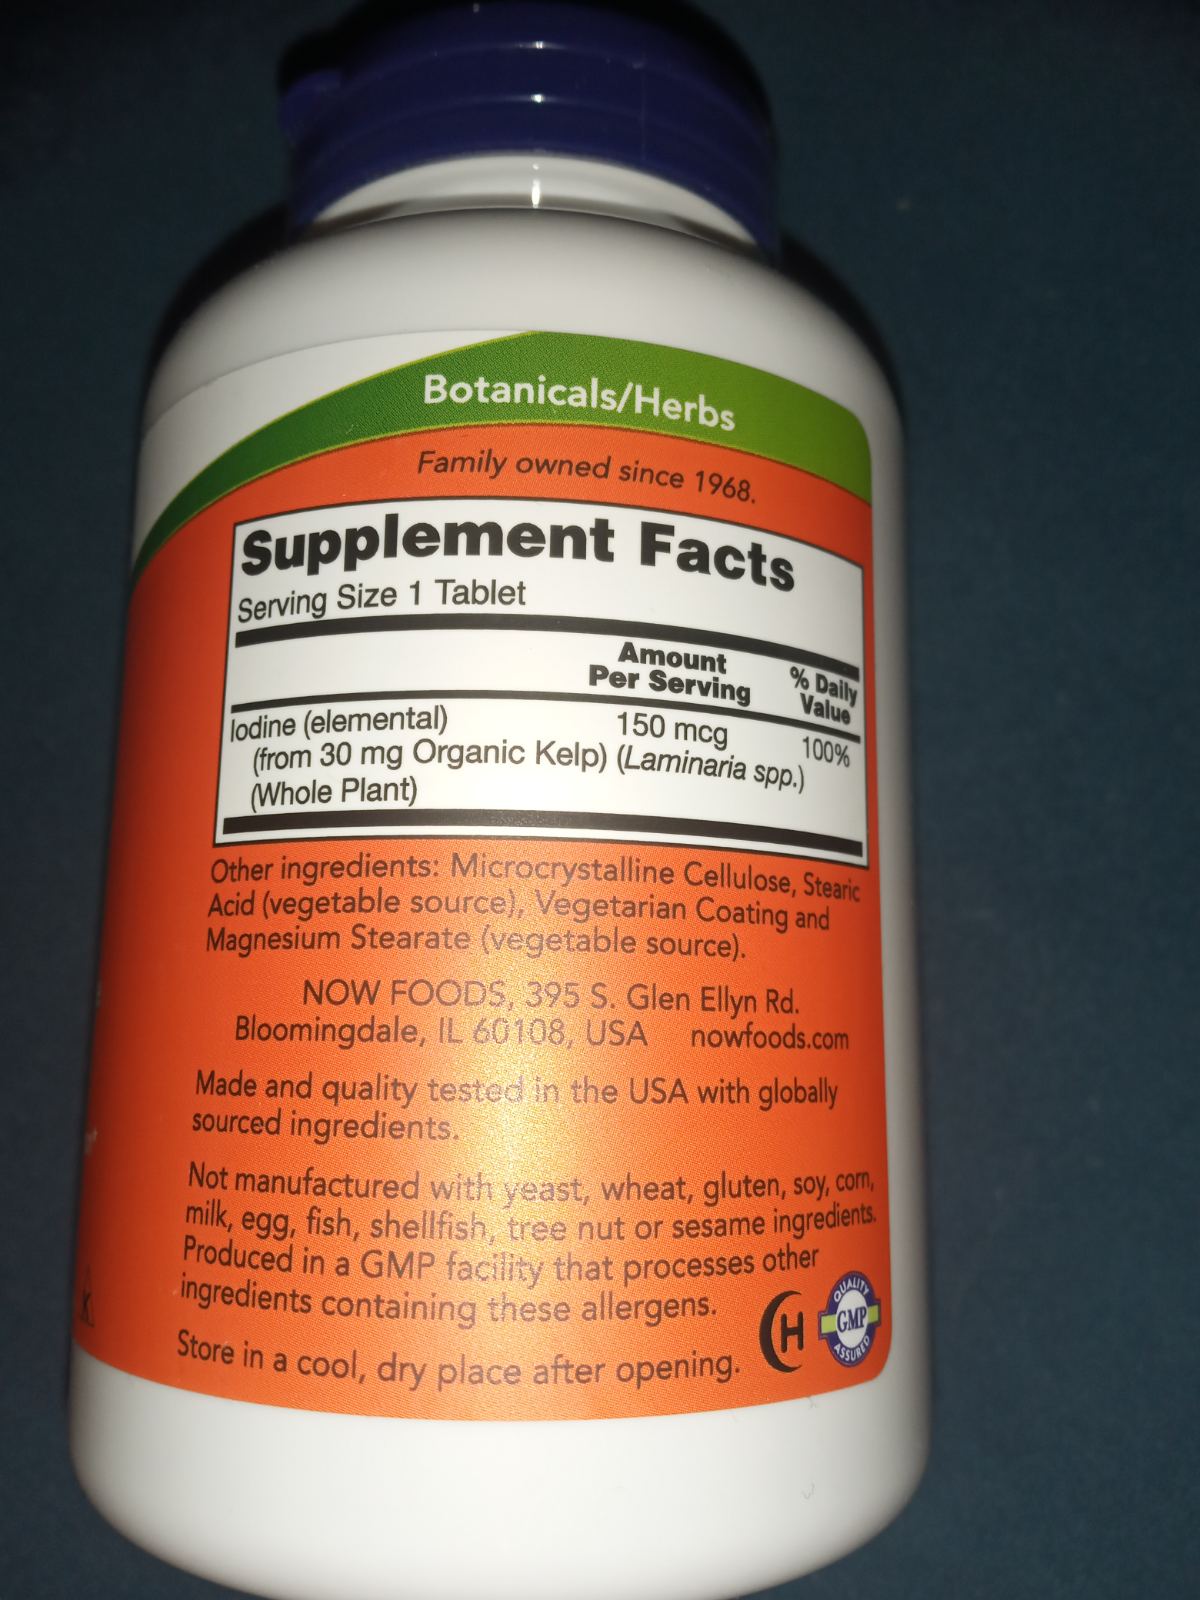 Botanicals/Herbs
Family owned since 1968.
Supplement Facts
Serving Size 1 Tablet
Amount
Per Serving
% Daily
Value
Iodine (elemental) 150 mcg 100%
(from 30 mg Organic Kelp) (Laminaria spp.)
(Whole Plant)
Other ingredients: Microcrystalline Cellulose, Stearic
Acid (vegetable source), Vegetarian Coating and
Magnesium Stearate (vegetable source).
NOW FOODS, 395 S. Glen Ellyn Rd.
Bloomingdale, IL 60108, USA nowfoods.com
Made and quality tested in the USA with globally
sourced ingredients.
Not manufactured with yeast, wheat, gluten, soy, corn,
milk, egg, fish, shellfish, tree nut or sesame ingredients.
Produced in a GMP facility that processes other
ingredients containing these allergens.
Store in a cool, dry place after opening.
H
QUALITY
GMP
ASSURED
K